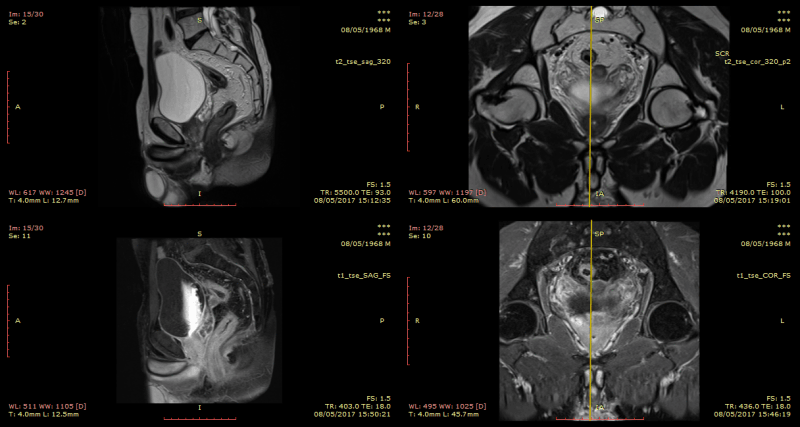 Im: 15/30
Se: 2
S
***
***
08/05/1968 M
t2_tse_sag_320
A
P
WL: 617 WW: 1245 [D]
T: 4.0mm L: 12.7mm
I
FS: 1.5
TR: 5500.0 TE: 93.0
08/05/2017 15:12:35
Im: 12/28
Se: 3
SP
***
***
08/05/1968 M
SCR
t2_tse_cor_320_p2
R
L
WL: 597 WW: 1197 [D]
T: 4.0mm L: 60.0mm
IA
FS: 1.5
TR: 4190.0 TE: 100.0
08/05/2017 15:19:01
Im: 15/30
Se: 11
S
***
***
08/05/1968 M
t1_tse_SAG_FS
A
P
WL: 511 WW: 1105 [D]
T: 4.0mm L: 12.5mm
I
FS: 1.5
TR: 403.0 TE: 18.0
08/05/2017 15:50:21
Im: 12/28
Se: 10
SP
***
***
08/05/1968 M
t1_tse_COR_FS
R
L
WL: 495 WW: 1025 [D]
T: 4.0mm L: 45.7mm
IA
FS: 1.5
TR: 436.0 TE: 18.0
08/05/2017 15:46:19